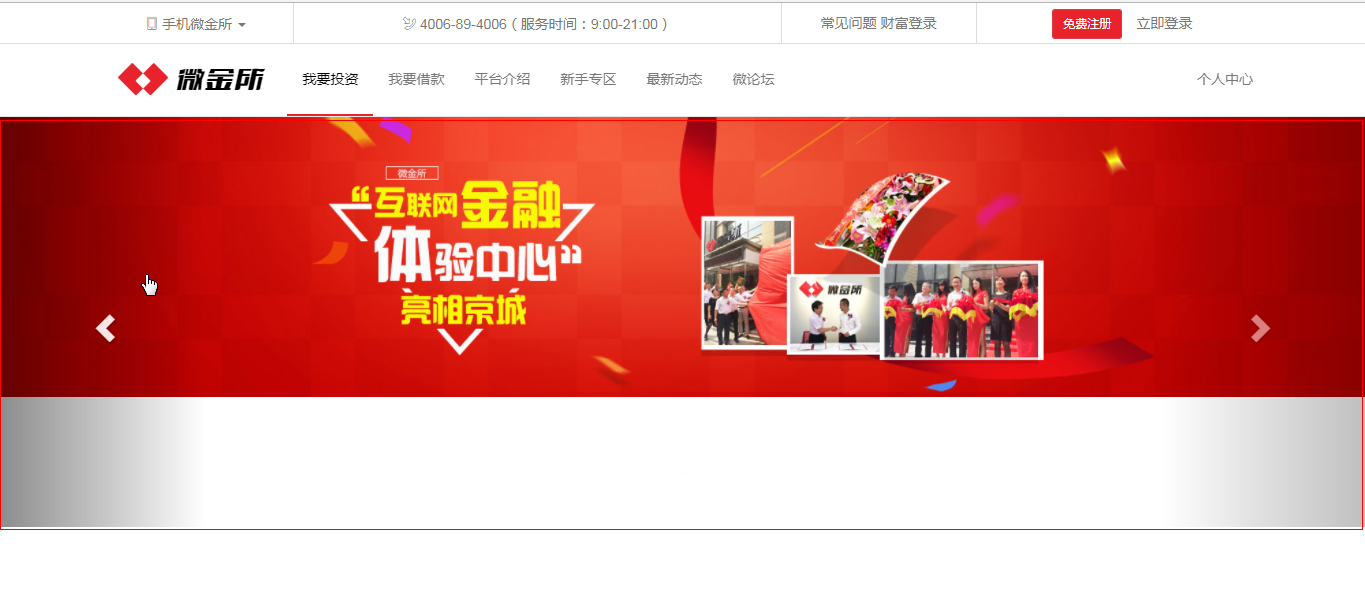 手机微金所
4006-89-4006 ( 服务时间：9:00-21:00 )
常见问题 财富登录
免费注册
立即登录
微金所
我要投资
我要借款
平台介绍
新手专区
最新动态
微论坛
个人中心
微金所
“互联网金融
体验中心”
亮相京城
微金所